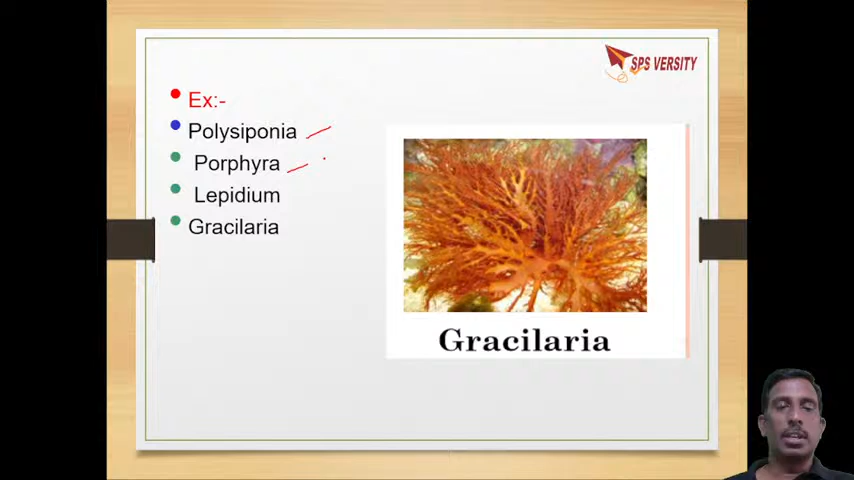 SPS VERSITY
Ex:-
Polysiponia
Porphyra
Lepidium
Gracilaria
Gracilaria